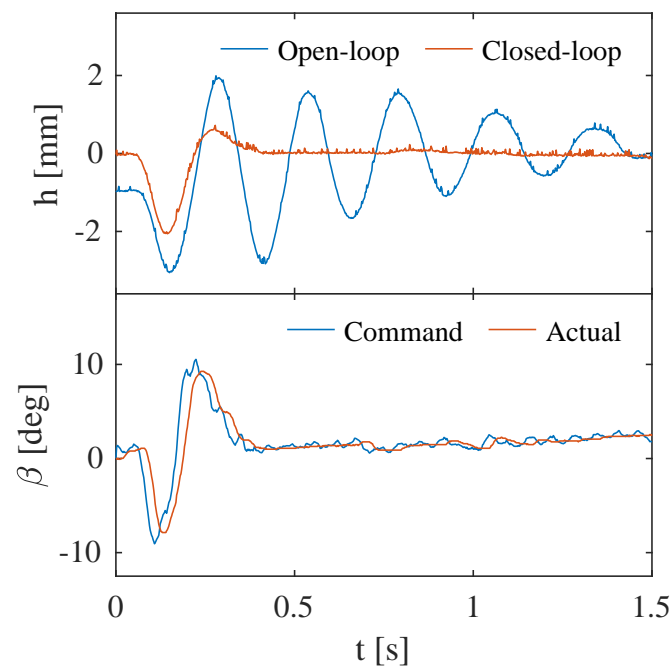 Open-loop Closed-loop
2
0
-2
h [mm]
Command Actual
10
0
-10
β [deg]
0 0.5 1 1.5
t [s]